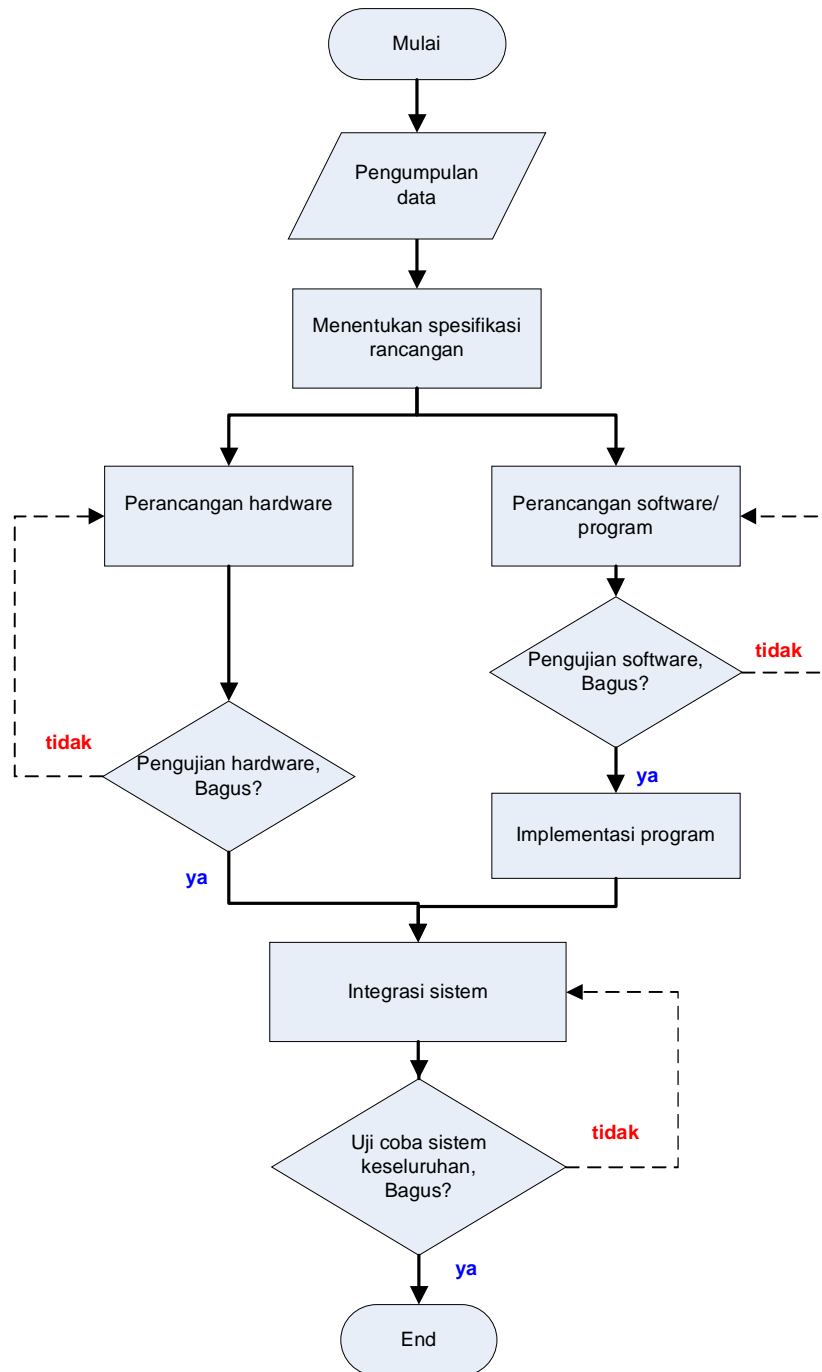 Mulai
Pengumpulan
data
Menentukan spesifikasi
rancangan
Perancangan hardware
Perancangan software/
program
Pengujian software,
Bagus?
tidak
tidak
Pengujian hardware,
Bagus?
ya
Implementasi program
ya
Integrasi sistem
Uji coba sistem
keseluruhan,
Bagus?
tidak
ya
End